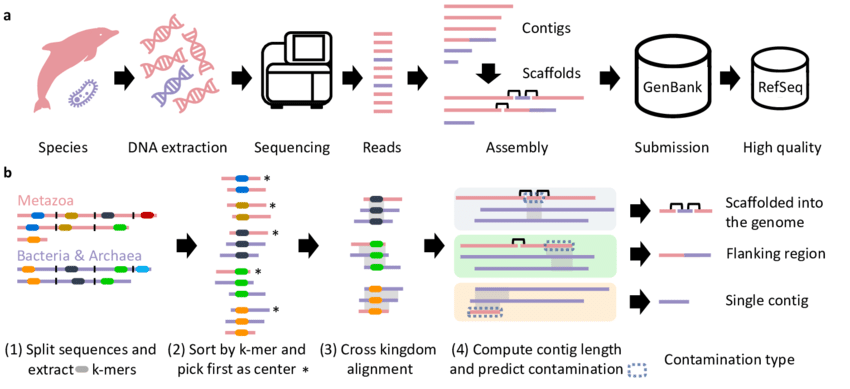 a
Contigs
Scaffolds
GenBank
RefSeq
Species
DNA extraction
Sequencing
Reads
Assembly
Submission
High quality
b
Metazoa
Bacteria & Archaea
*
*
*
*
*
Scaffolded into
the genome
Flanking region
Single contig
(1) Split sequences and
extract k-mers
(2) Sort by k-mer and
pick first as center *
(3) Cross kingdom
alignment
(4) Compute contig length
and predict contamination
Contamination type